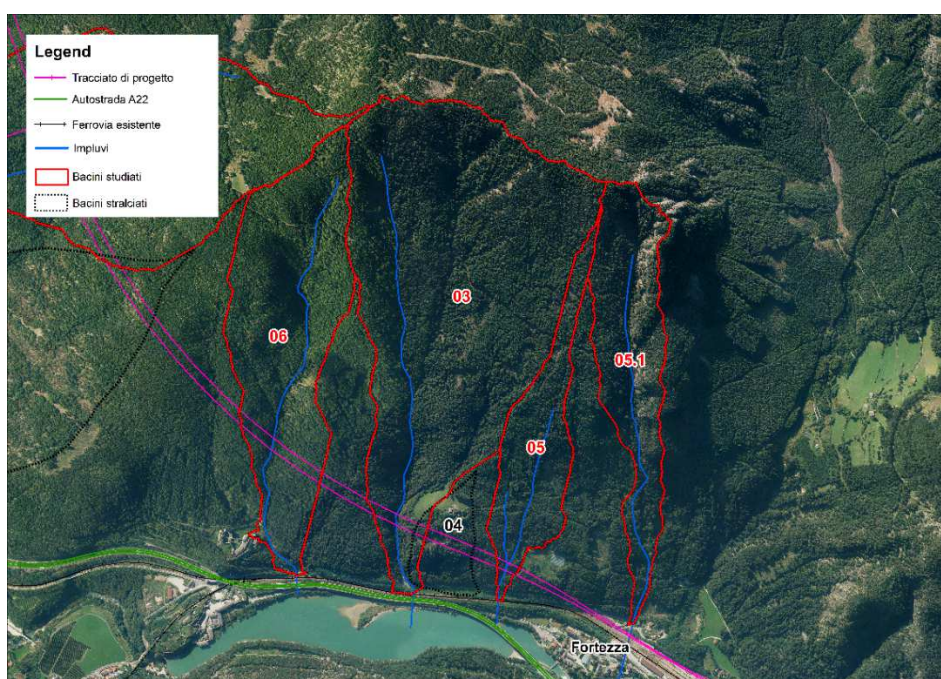 Legend
Tracciato di progetto
Autostrada A22
Ferrovia esistente
Impluvi
Bacini studiati
Bacini stralciati
03
06
05.1
05
04
Fortezza